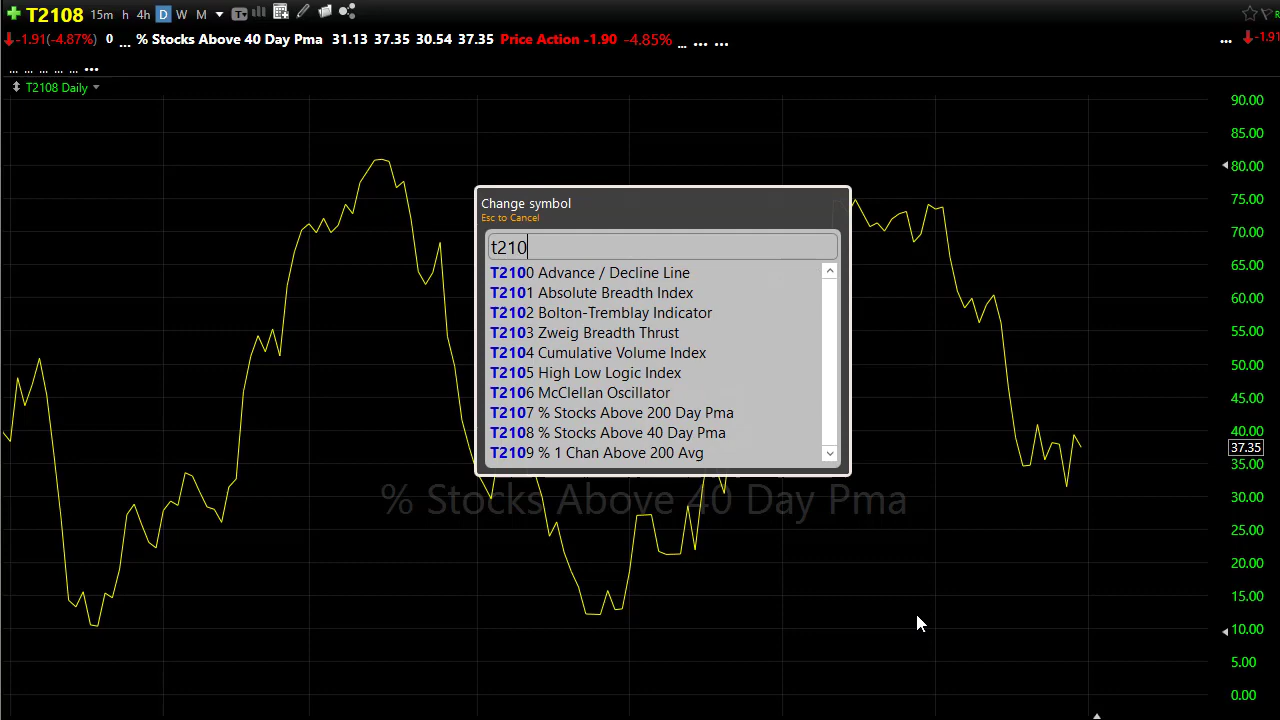 T2108 15m h 4h D W M
-1.91(-4.87%) 0 ... % Stocks Above 40 Day Pma 31.13 37.35 30.54 37.35 Price Action -1.90 -4.85% ... ... ... ... -1.91
... ... ... ... ... ...
T2108 Daily
Change symbol
Esc to Cancel
t210
T2100 Advance / Decline Line
T2101 Absolute Breadth Index
T2102 Bolton-Tremblay Indicator
T2103 Zweig Breadth Thrust
T2104 Cumulative Volume Index
T2105 High Low Logic Index
T2106 McClellan Oscillator
T2107 % Stocks Above 200 Day Pma
T2108 % Stocks Above 40 Day Pma
T2109 % 1 Chan Above 200 Avg
% Stocks Above 40 Day Pma
90.00
85.00
80.00
75.00
70.00
65.00
60.00
55.00
50.00
45.00
40.00
37.35
35.00
30.00
25.00
20.00
15.00
10.00
5.00
0.00